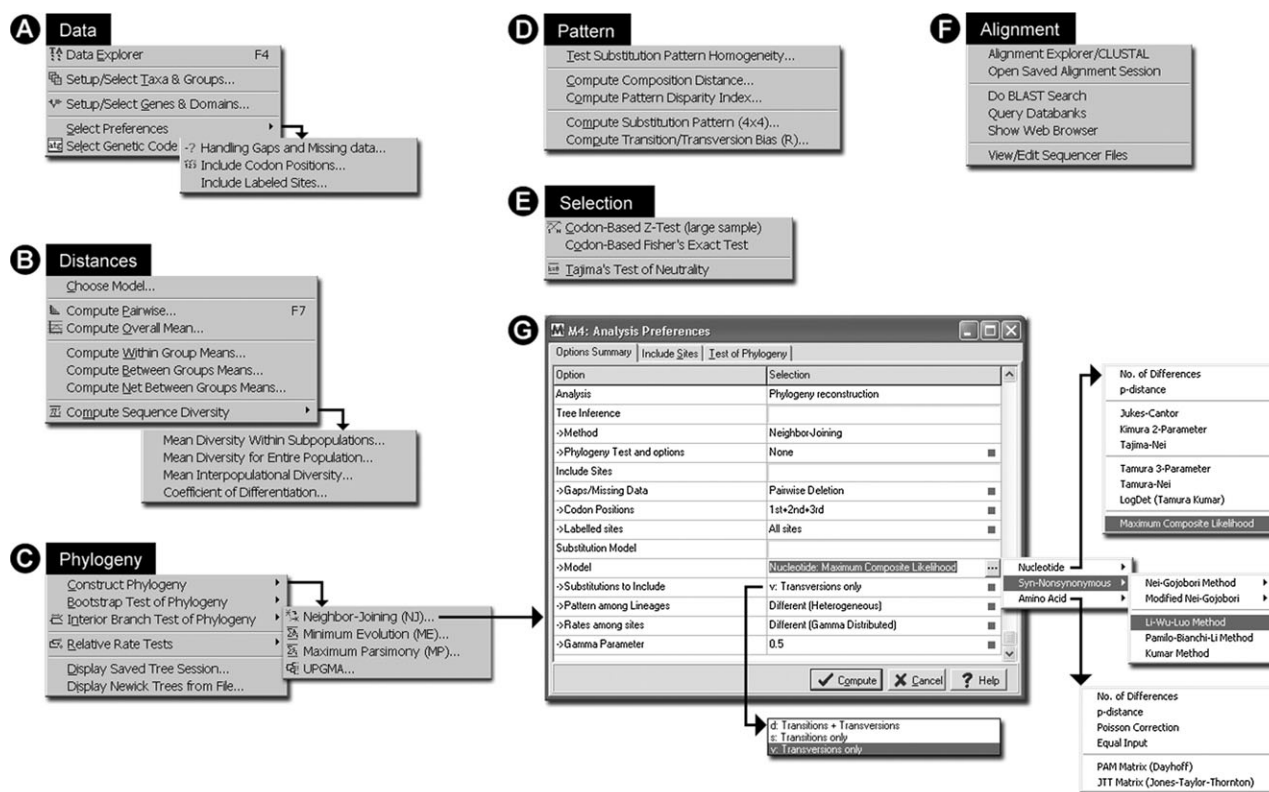 A Data
Data Explorer F4
Setup/Select Taxa & Groups...
Setup/Select Genes & Domains...
Select Preferences
Select Genetic Code
-? Handling Gaps and Missing data...
Include Codon Positions...
Include Labeled Sites...
B Distances
Choose Model...
Compute Pairwise... F7
Compute Overall Mean...
Compute Within Group Means...
Compute Between Groups Means...
Compute Net Between Groups Means...
Compute Sequence Diversity
Mean Diversity Within Subpopulations...
Mean Diversity for Entire Population...
Mean Interpopulational Diversity...
Coefficient of Differentiation...
C Phylogeny
Construct Phylogeny
Bootstrap Test of Phylogeny
Interior Branch Test of Phylogeny
Relative Rate Tests
Display Saved Tree Session...
Display Newick Trees from File...
Neighbor-Joining (NJ)...
Minimum Evolution (ME)...
Maximum Parsimony (MP)...
UPGMA...
D Pattern
Test Substitution Pattern Homogeneity...
Compute Composition Distance...
Compute Pattern Disparity Index...
Compute Substitution Pattern (4×4)...
Compute Transition/Transversion Bias (R)...
E Selection
Codon-Based Z-Test (large sample)
Codon-Based Fisher's Exact Test
Tajima's Test of Neutrality
F Alignment
Alignment Explorer/CLUSTAL
Open Saved Alignment Session
Do BLAST Search
Query Databanks
Show Web Browser
View/Edit Sequencer Files
G M4: Analysis Preferences
Options Summary Include Sites Test of Phylogeny
Option Selection
Analysis Phylogeny reconstruction
Tree Inference
->Method Neighbor-Joining
->Phylogeny Test and options None
Include Sites
->Gaps/Missing Data Pairwise Deletion
->Codon Positions 1st+2nd+3rd
->Labelled sites All sites
Substitution Model
->Model Nucleotide: Maximum Composite Likelihood ...
->Substitutions to Include v: Transversions only
->Pattern among Lineages Different (Heterogeneous)
->Rates among sites Different (Gamma Distributed)
->Gamma Parameter 0.5
Compute Cancel ? Help
d: Transitions + Transversions
s: Transitions only
v: Transversions only
Nucleotide
Syn-Nonsynonymous
Amino Acid
No. of Differences
p-distance
Jukes-Cantor
Kimura 2-Parameter
Tajima-Nei
Tamura 3-Parameter
Tamura-Nei
LogDet (Tamura Kumar)
Maximum Composite Likelihood
Nei-Gojobori Method
Modified Nei-Gojobori
Li-Wu-Luo Method
Pamilo-Bianchi-Li Method
Kumar Method
No. of Differences
p-distance
Poisson Correction
Equal Input
PAM Matrix (Dayhoff)
JTT Matrix (Jones-Taylor-Thornton)